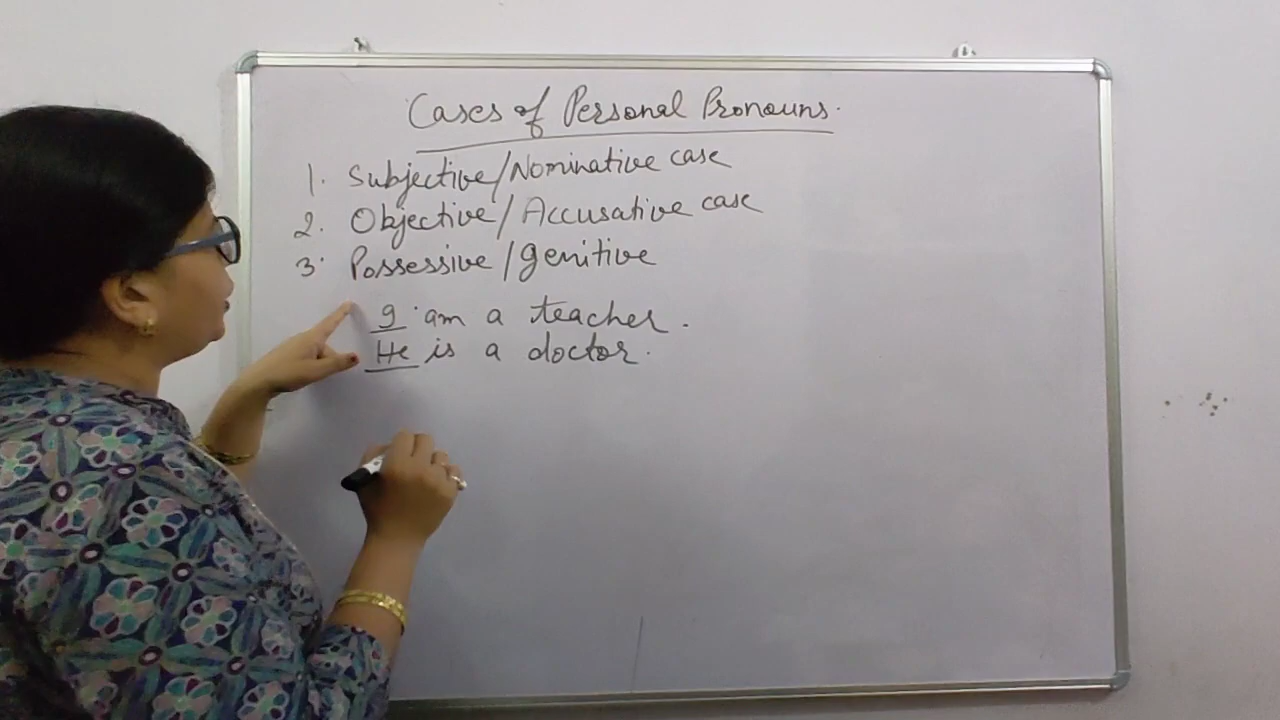 Cases of Personal Pronouns.
1. Subjective/Nominative case
2. Objective/Accusative case
3. Possessive/genitive
I am a teacher.
He is a doctor.